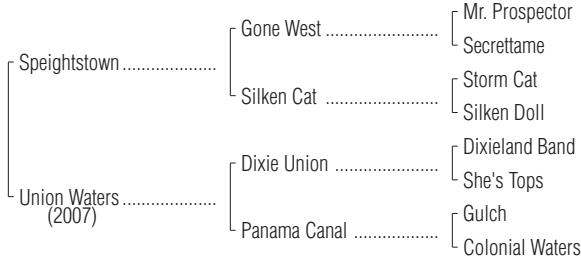 Mr. Prospector
Gone West
Secrettame
Speightstown
Storm Cat
Silken Cat
Silken Doll
Dixieland Band
Dixie Union
She's Tops
Union Waters
(2007)
Gulch
Panama Canal
Colonial Waters